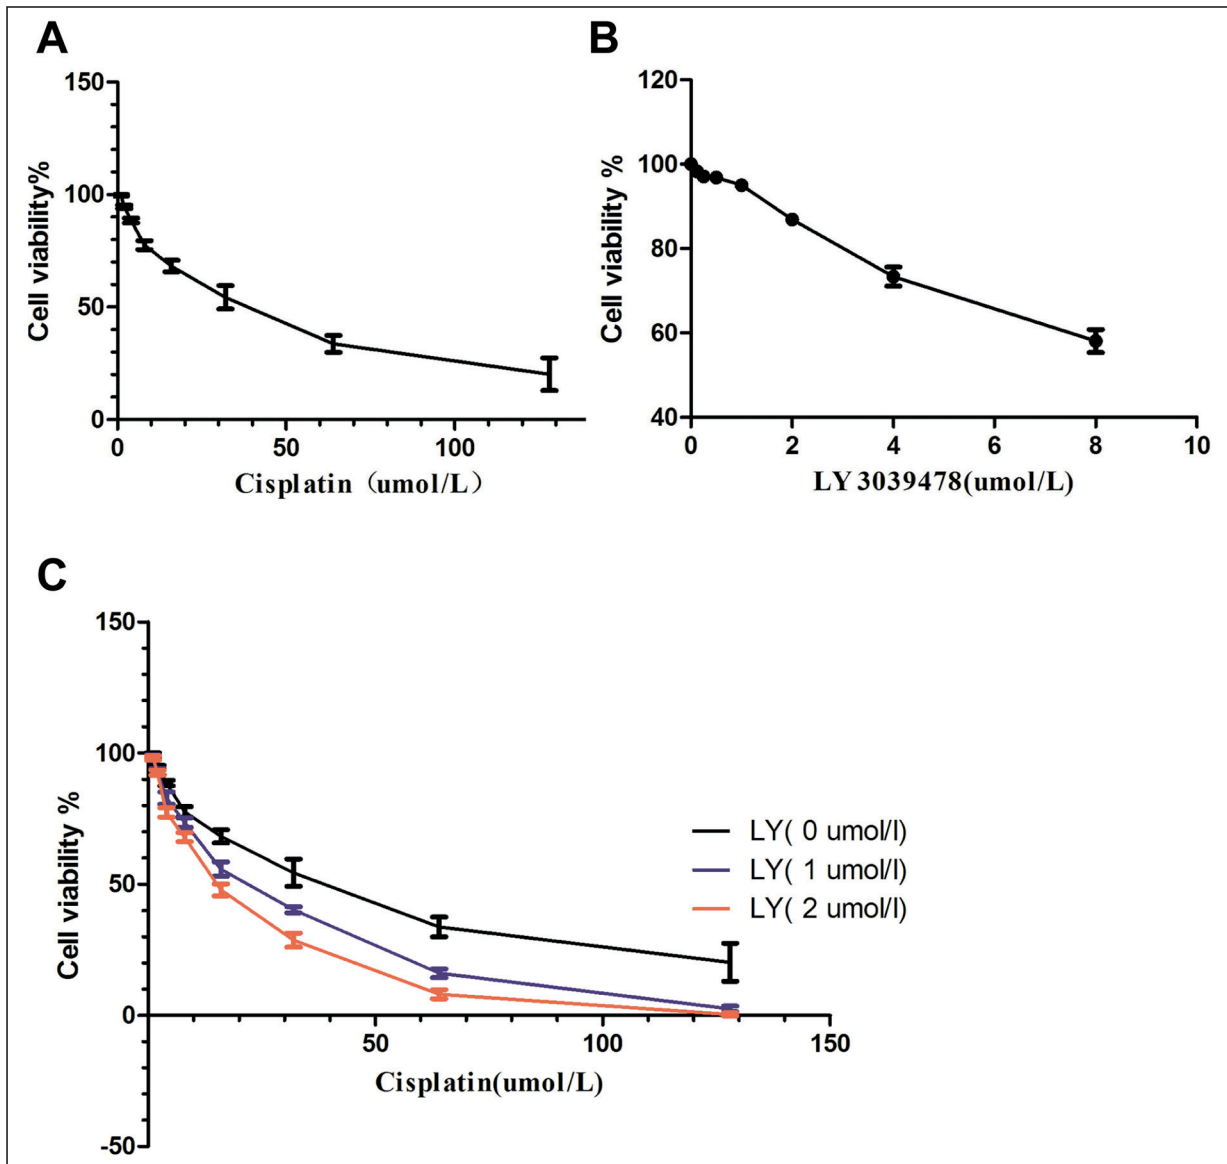 A
150
100
50
0
Cell viability%
0 50 100
Cisplatin（umol/L）
B
120
100
80
60
40
Cell viability %
0 2 4 6 8 10
LY3039478(umol/L)
C
150
100
50
0
-50
Cell viability %
50 100 150
Cisplatin(umol/L)
LY( 0 umol/l)
LY( 1 umol/l)
LY( 2 umol/l)